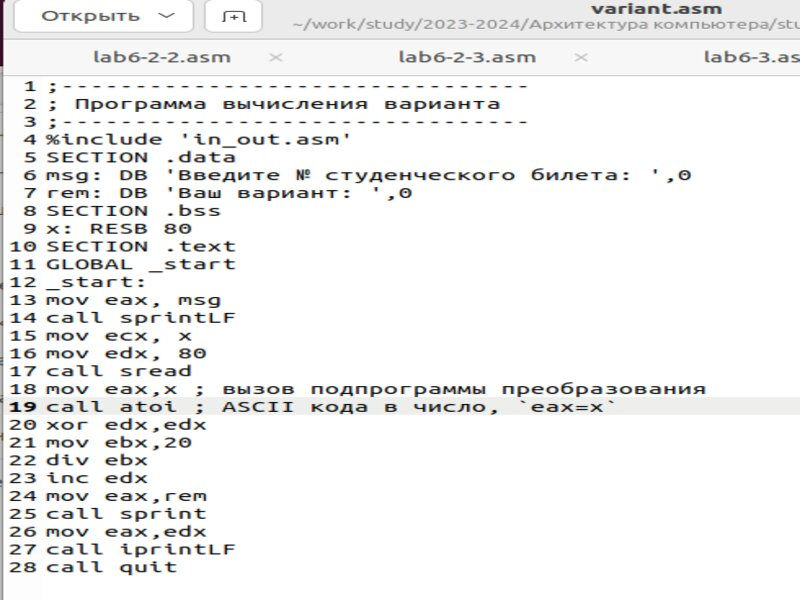 Открыть
variant.asm
~/work/study/2023-2024/Архитектура компьютера/stu
lab6-2-2.asm × lab6-2-3.asm × lab6-3.as
1 ;--------------------------------
2 ; Программа вычисления варианта
3 ;--------------------------------
4 %include 'in_out.asm'
5 SECTION .data
6 msg: DB 'Введите № студенческого билета: ',0
7 rem: DB 'Ваш вариант: ',0
8 SECTION .bss
9 x: RESB 80
10 SECTION .text
11 GLOBAL _start
12 _start:
13 mov eax, msg
14 call sprintLF
15 mov ecx, x
16 mov edx, 80
17 call sread
18 mov eax,x ; вызов подпрограммы преобразования
19 call atoi ; ASCII кода в число, `eax=x`
20 xor edx,edx
21 mov ebx,20
22 div ebx
23 inc edx
24 mov eax,rem
25 call sprint
26 mov eax,edx
27 call iprintLF
28 call quit